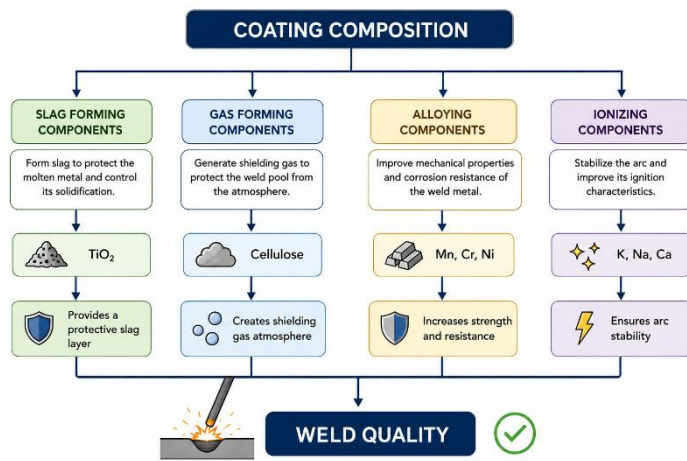 COATING COMPOSITION
SLAG FORMING
COMPONENTS
Form slag to protect the
molten metal and control
its solidification.
TiO₂
Provides a
protective slag
layer
GAS FORMING
COMPONENTS
Generate shielding gas to
protect the weld pool from
the atmosphere.
Cellulose
Creates shielding
gas atmosphere
ALLOYING
COMPONENTS
Improve mechanical properties
and corrosion resistance of
the weld metal.
Mn, Cr, Ni
Increases strength
and resistance
IONIZING
COMPONENTS
Stabilize the arc and
improve its ignition
characteristics.
K, Na, Ca
Ensures arc
stability
WELD QUALITY